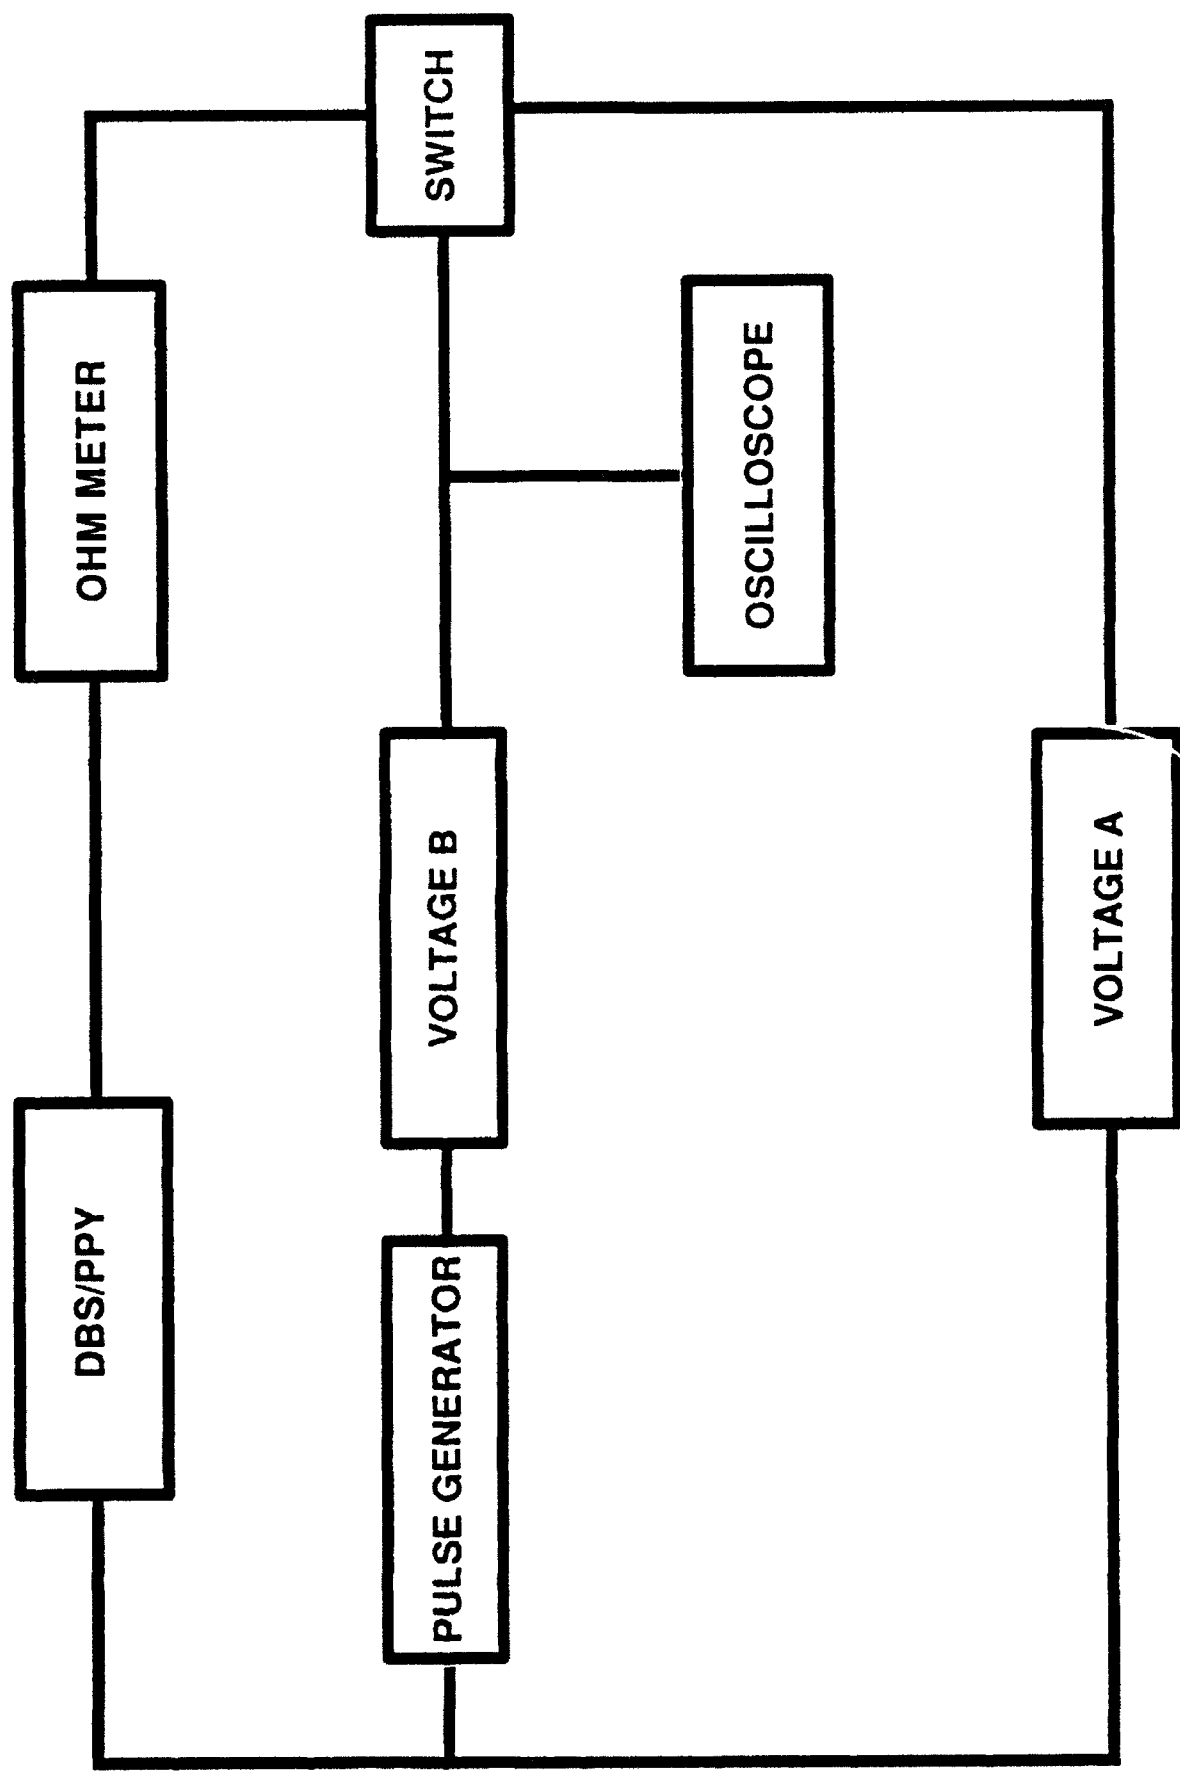 DBS/PPY
OHM METER
PULSE GENERATOR
VOLTAGE B
SWITCH
OSCILLOSCOPE
VOLTAGE A